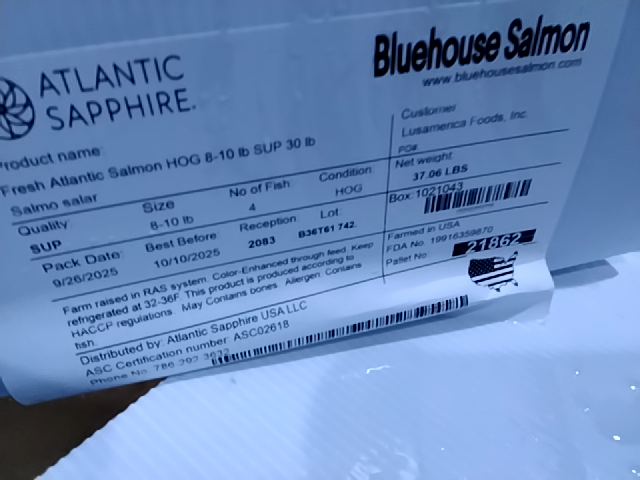 ATLANTIC
SAPPHIRE.
Bluehouse Salmon
www.bluehousesalmon.com
Product name:
Fresh Atlantic Salmon HOG 8-10 lb SUP 30 lb
Salmo salar
Quality:
SUP
Size
8-10 lb
No of Fish:
4
Condition:
HOG
Pack Date:
9/26/2025
Best Before:
10/10/2025
Reception:
2083
Lot:
B36T61 742
Customer
Lusamerica Foods, Inc.
PO#
Net weight:
37.06 LBS
Box: 1021043
Farmed in USA
FDA No: 19916359870
Pallet No:
21862
Farm raised in RAS system. Color-Enhanced through feed. Keep
refrigerated at 32-36F. This product is produced according to
HACCP regulations. May Contains bones. Allergen: Contains
fish.
Distributed by: Atlantic Sapphire USA LLC
ASC Certification number: ASC02618
Phone No. 786 292 3632